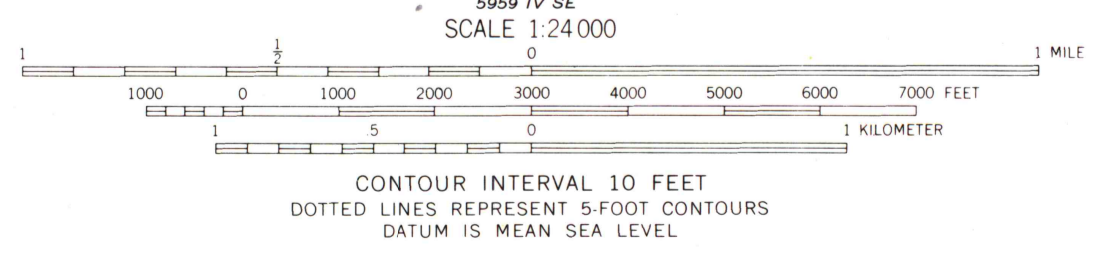 5959 IV SE
SCALE 1:24 000
1 ½ 0 1 MILE
1000 0 1000 2000 3000 4000 5000 6000 7000 FEET
1 .5 0 1 KILOMETER
CONTOUR INTERVAL 10 FEET
DOTTED LINES REPRESENT 5-FOOT CONTOURS
DATUM IS MEAN SEA LEVEL